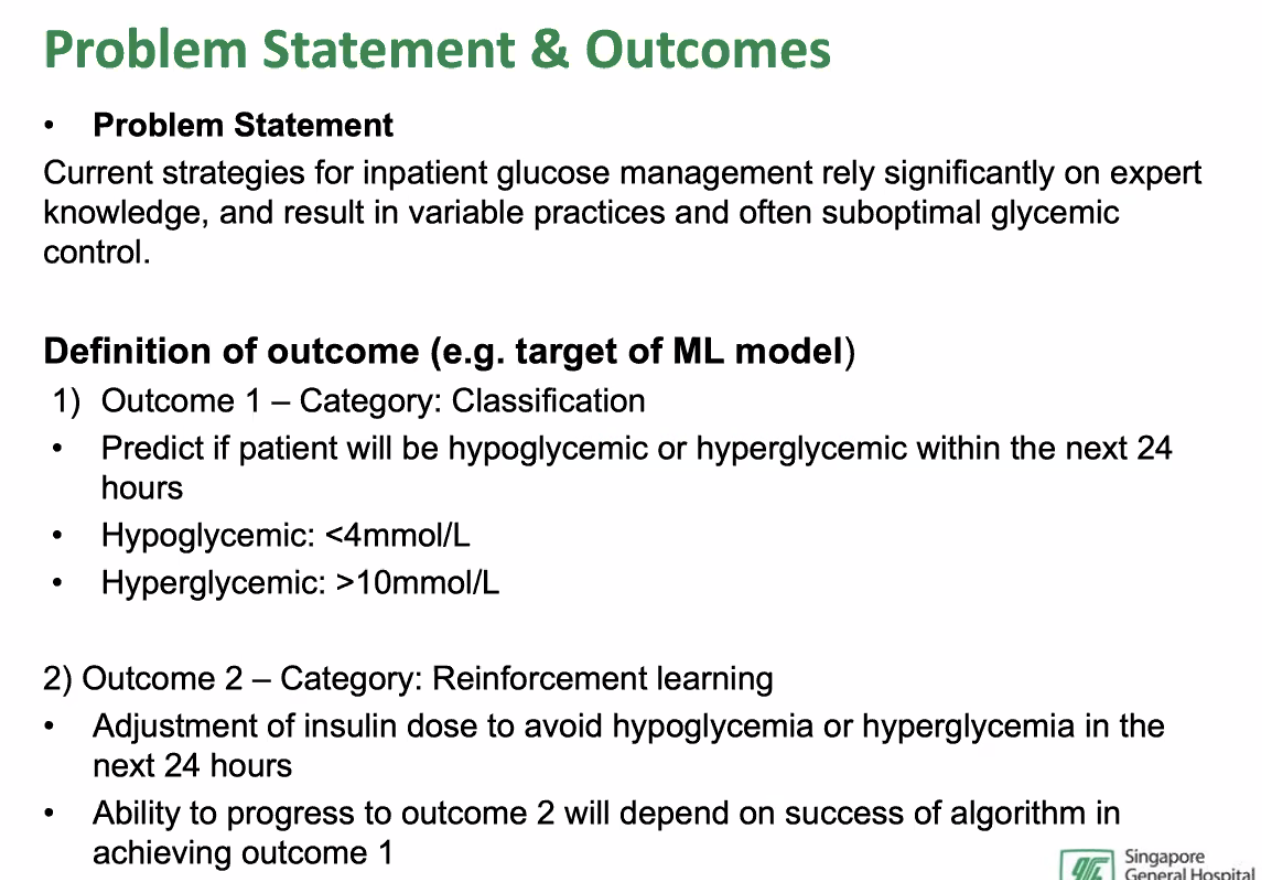 Problem Statement & Outcomes
• Problem Statement
Current strategies for inpatient glucose management rely significantly on expert
knowledge, and result in variable practices and often suboptimal glycemic
control.
Definition of outcome (e.g. target of ML model)
1) Outcome 1 – Category: Classification
• Predict if patient will be hypoglycemic or hyperglycemic within the next 24
hours
• Hypoglycemic: <4mmol/L
• Hyperglycemic: >10mmol/L
2) Outcome 2 – Category: Reinforcement learning
• Adjustment of insulin dose to avoid hypoglycemia or hyperglycemia in the
next 24 hours
• Ability to progress to outcome 2 will depend on success of algorithm in
achieving outcome 1
Singapore
General Hospital